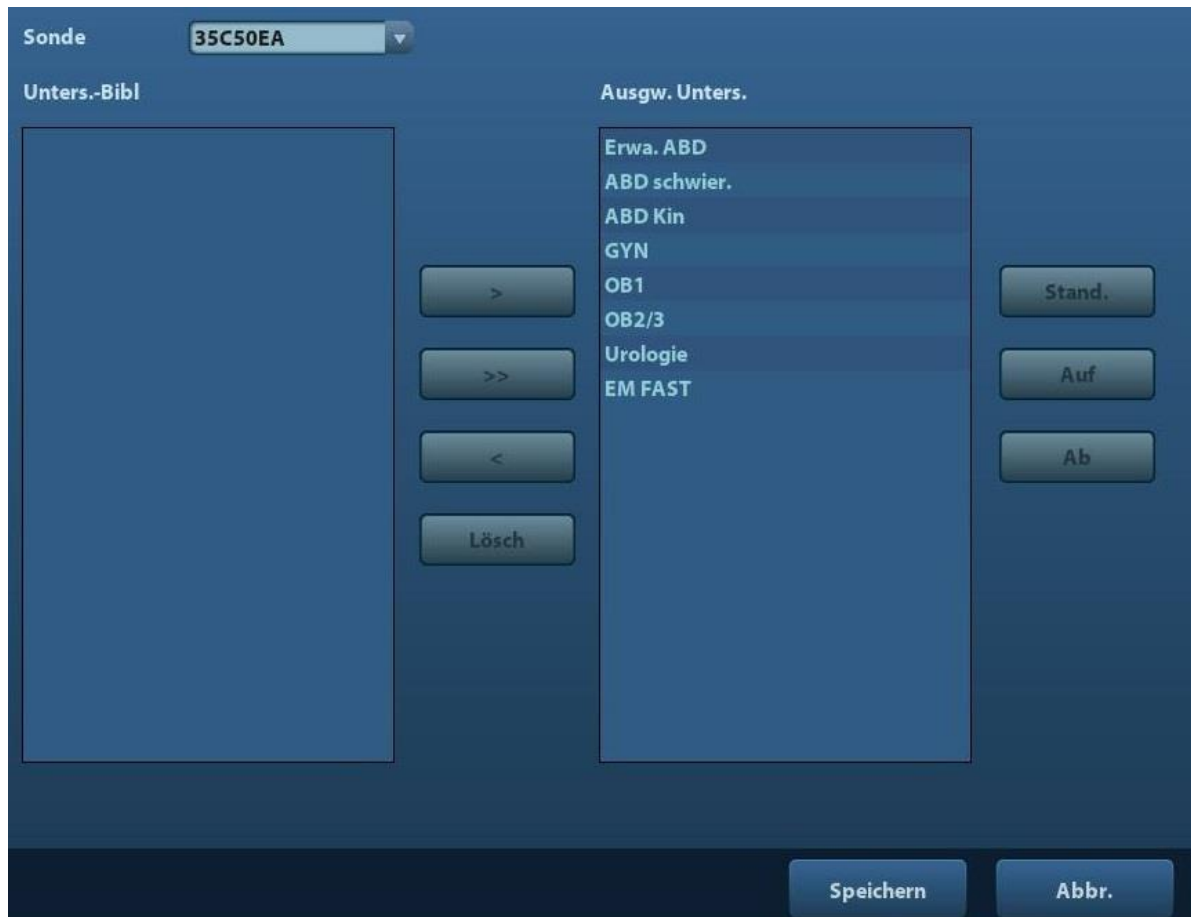 Sonde 35C50EA
Unters.-Bibl
Ausgw. Unters.
Erwa. ABD
ABD schwier.
ABD Kin
GYN
OB1
OB2/3
Urologie
EM FAST
>
>>
<
Lösch
Stand.
Auf
Ab
Speichern
Abbr.